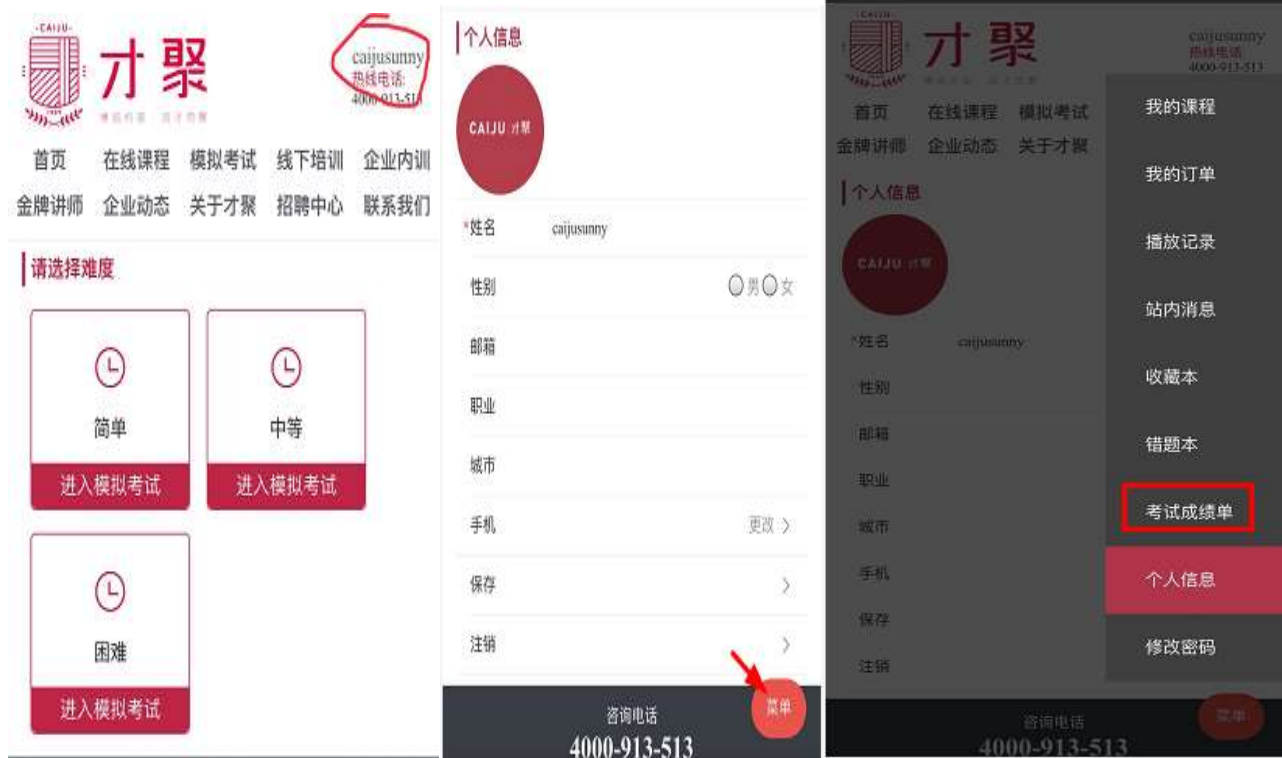 -CAIJU-
才聚
caijusunny
热线电话:
4000-913-513
首页 在线课程 模拟考试 线下培训 企业内训
金牌讲师 企业动态 关于才聚 招聘中心 联系我们
请选择难度
简单
进入模拟考试
中等
进入模拟考试
困难
进入模拟考试
个人信息
CAIJU 才聚
*姓名 caijusunny
性别 男 女
邮箱
职业
城市
手机 更改
保存
注销
菜单
咨询电话
4000-913-513
-CAIJU-
才聚
caijusunny
热线电话:
4000-913-513
首页 在线课程 模拟考试
金牌讲师 企业动态 关于才聚
个人信息
CAIJU 才聚
*姓名 caijusunny
性别
邮箱
职业
城市
手机
保存
注销
我的课程
我的订单
播放记录
站内消息
收藏本
错题本
考试成绩单
个人信息
修改密码
菜单
咨询电话
4000-913-513